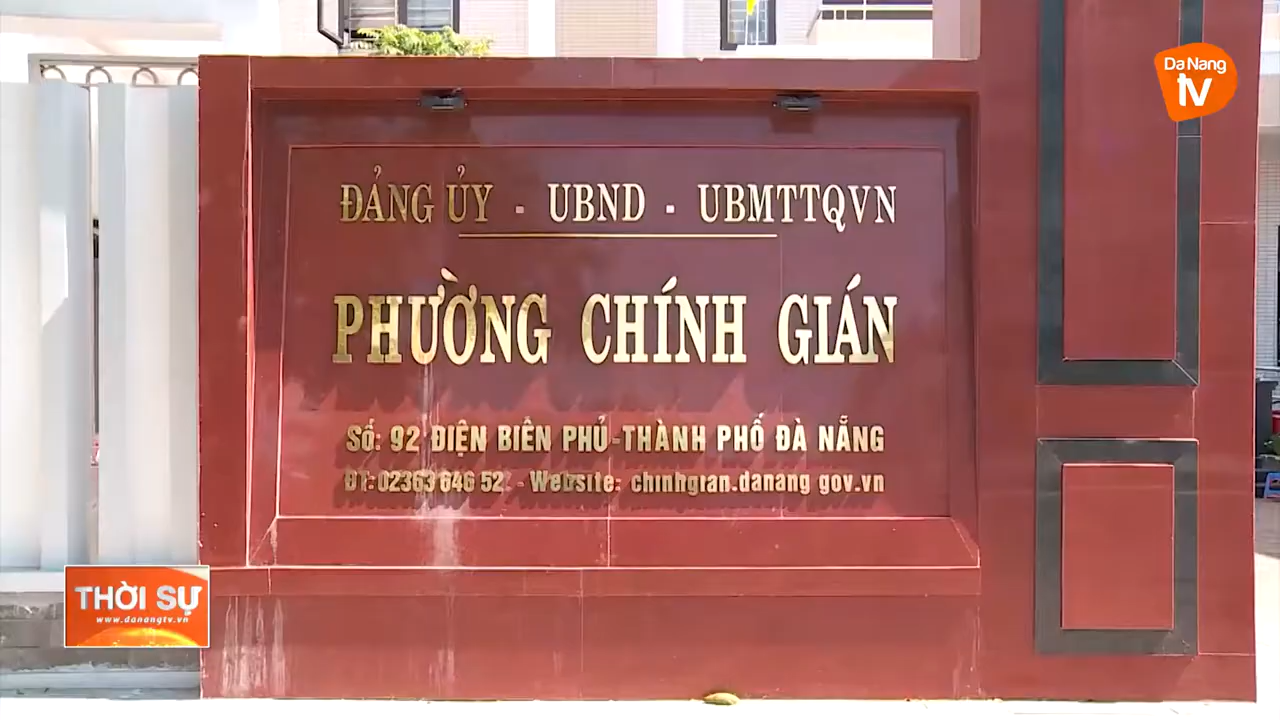 Da Nang
tv
ĐẢNG ỦY - UBND - UBMTTQVN
PHƯỜNG CHÍNH GIÁN
Số: 92 ĐIỆN BIÊN PHỦ-THÀNH PHỐ ĐÀ NẴNG
ĐT:02363 646 52 - Website: chinhgian.danang gov.vn
THỜI SỰ
www.danangtv.vn